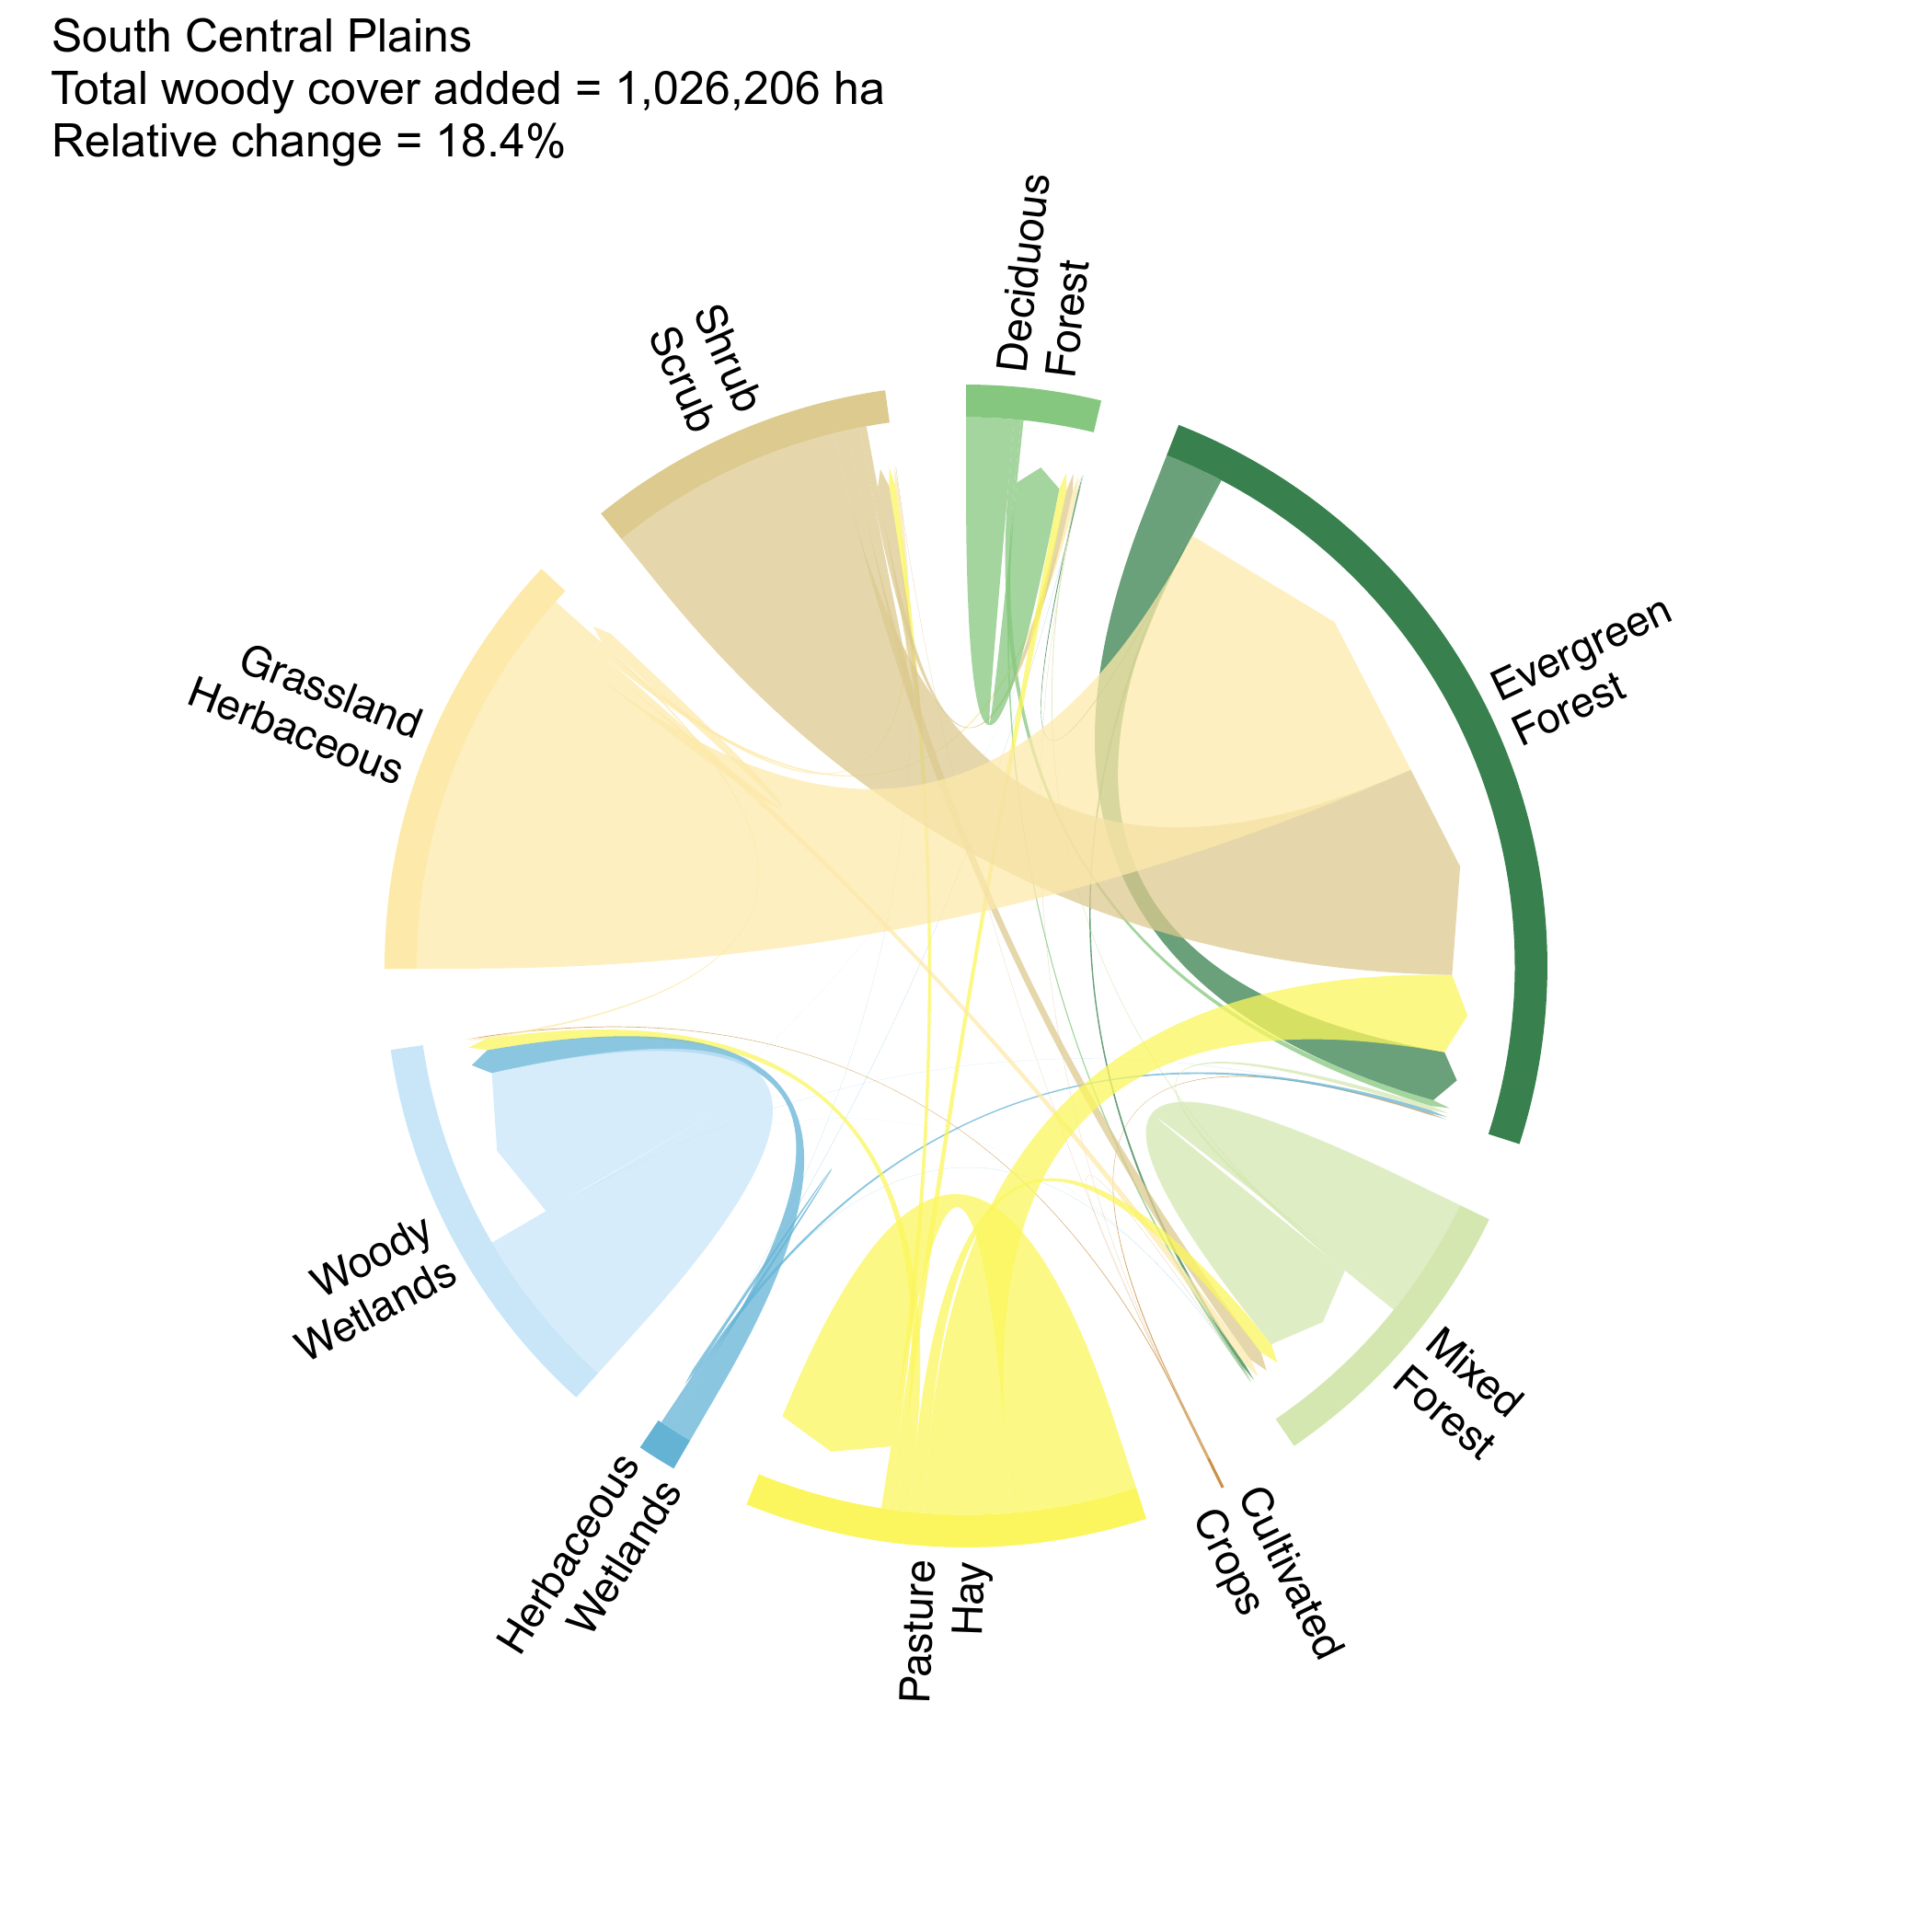 South Central Plains
Total woody cover added = 1,026,206 ha
Relative change = 18.4%
Deciduous
Forest
Shrub
Scrub
Evergreen
Forest
Grassland
Herbaceous
Woody
Wetlands
Mixed
Forest
Herbaceous
Wetlands
Pasture
Hay
Cultivated
Crops